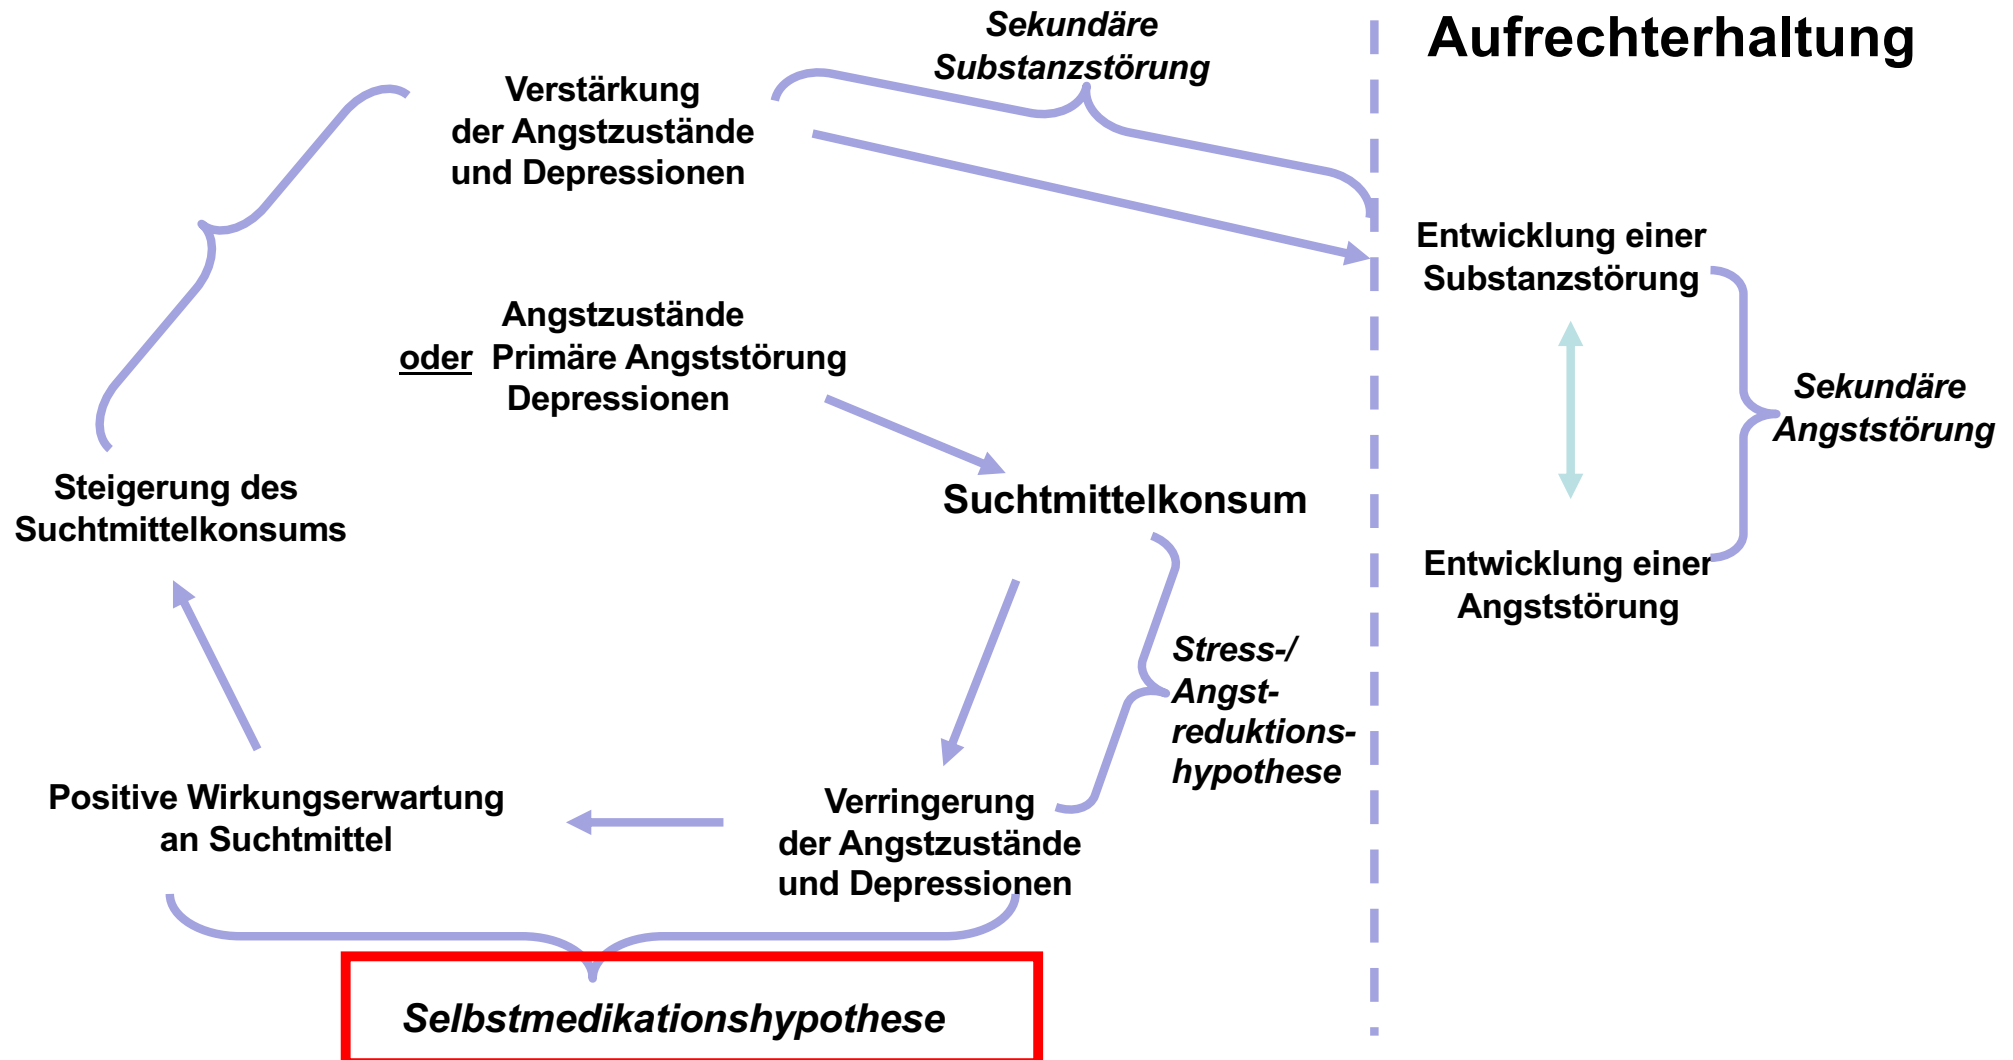 Sekundäre
Substanzstörung
Aufrechterhaltung
Verstärkung
der Angstzustände
und Depressionen
Entwicklung einer
Substanzstörung
Angstzustände
oder Primäre Angststörung
Depressionen
Sekundäre
Angststörung
Steigerung des
Suchtmittelkonsums
Suchtmittelkonsum
Entwicklung einer
Angststörung
Stress-/
Angst-
reduktions-
hypothese
Positive Wirkungserwartung
an Suchtmittel
Verringerung
der Angstzustände
und Depressionen
Selbstmedikationshypothese